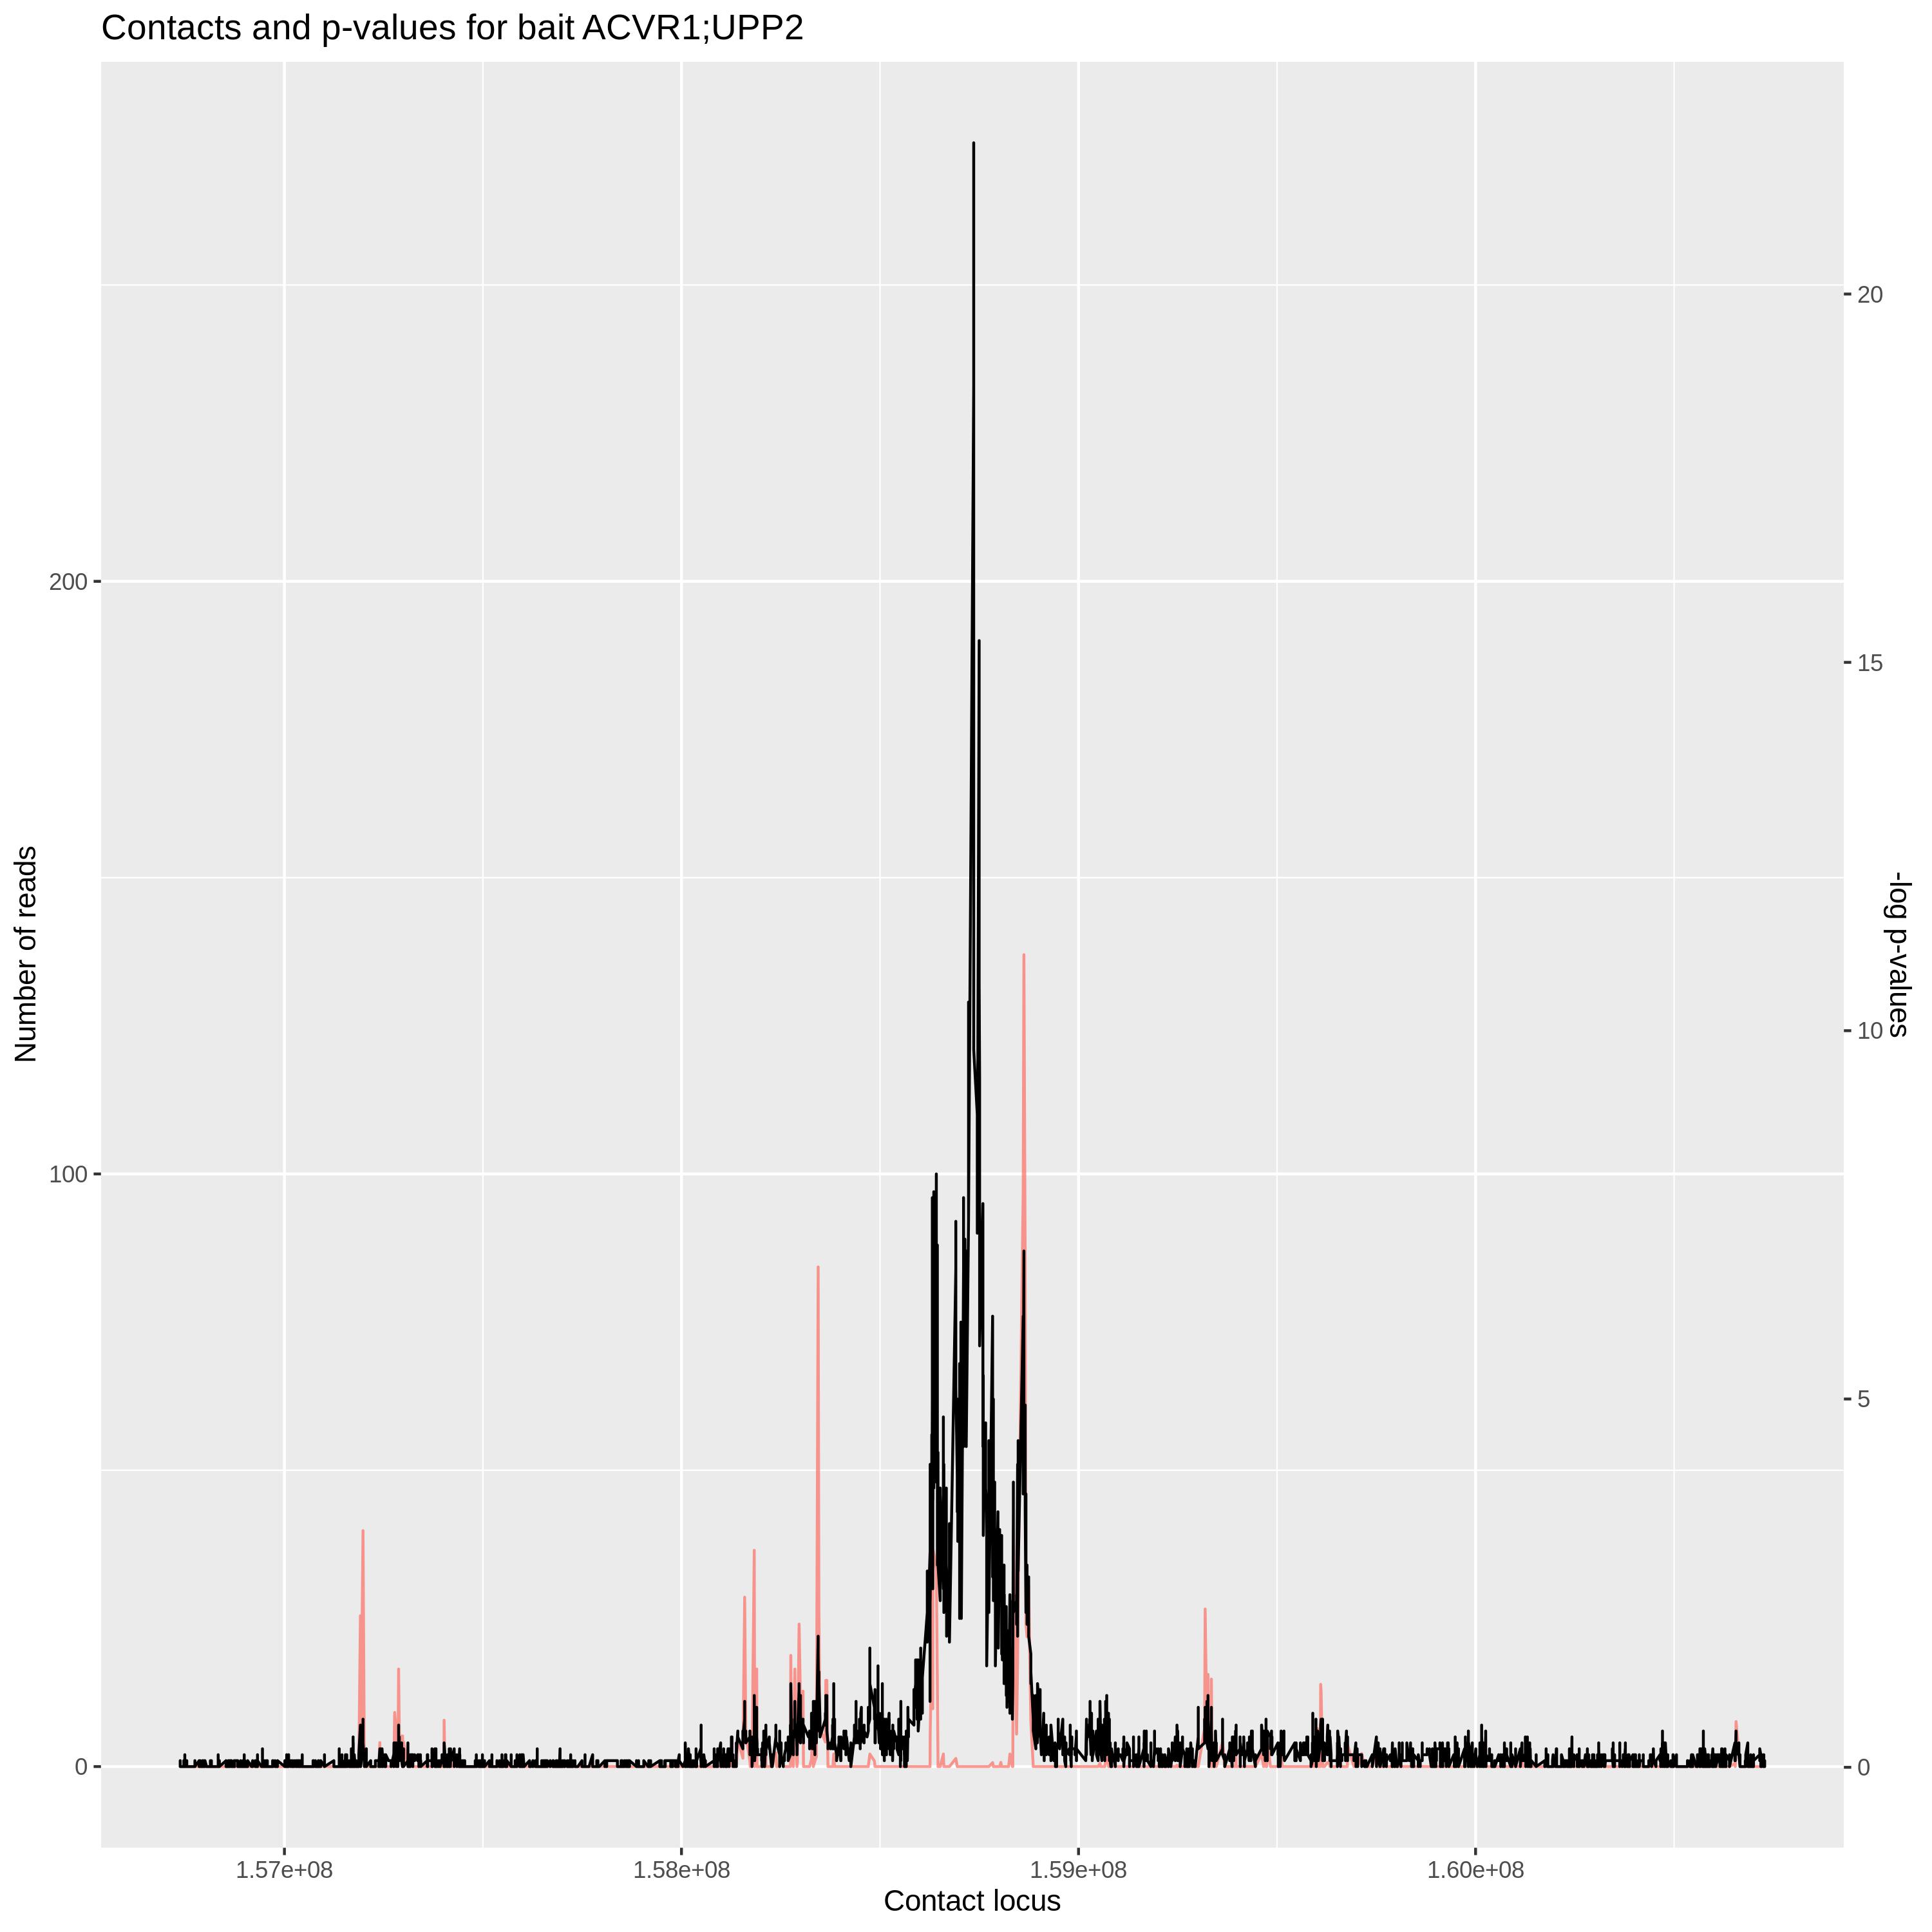 Contacts and p-values for bait ACVR1;UPP2
Number of reads
200
100
0
20
15
10
5
0
-log p-values
1.57e+08
1.58e+08
1.59e+08
1.60e+08
Contact locus